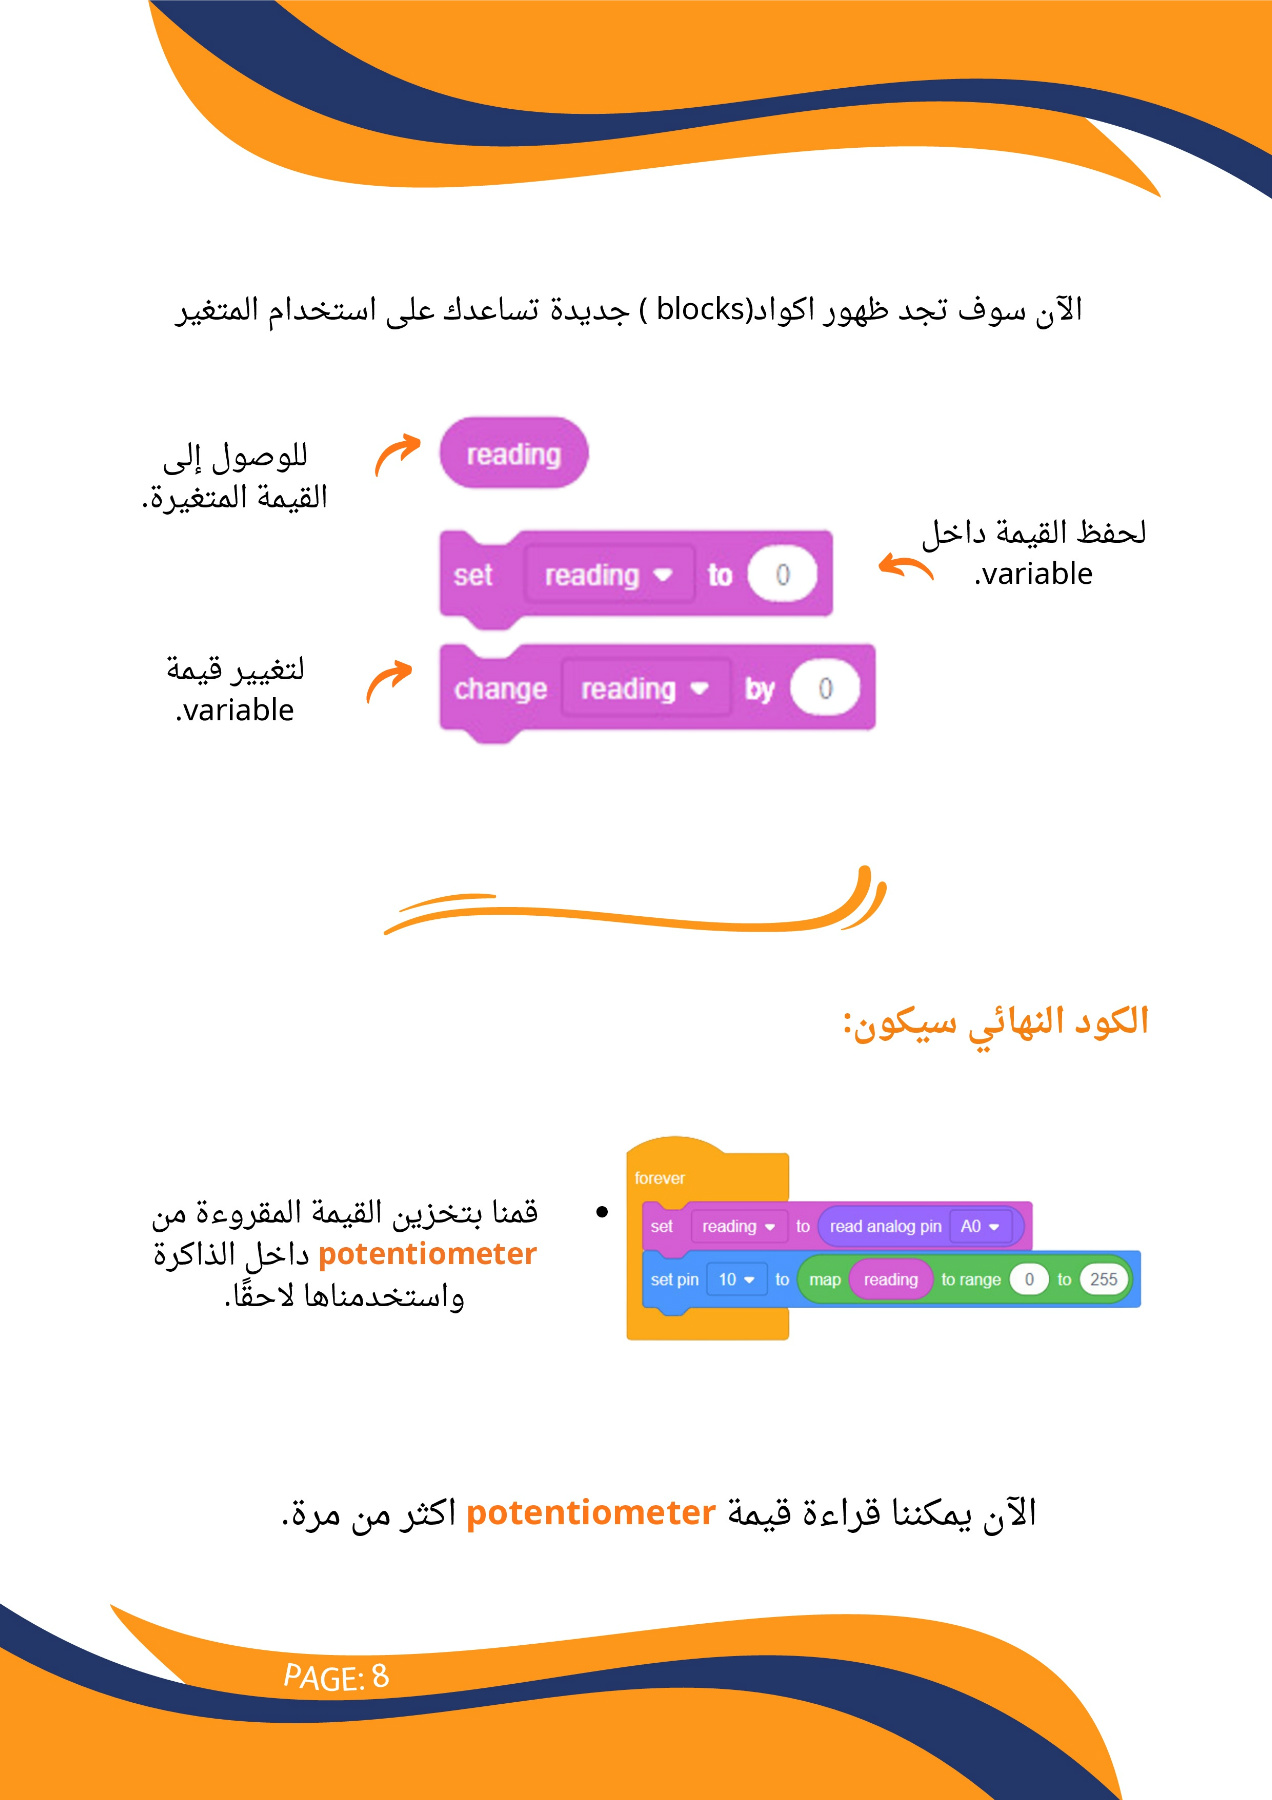 الآن سوف تجد ظهور اكواد(blocks ) جديدة تساعدك على استخدام المتغير
reading
للوصول إلى
القيمة المتغيرة.
لحفظ القيمة داخل
variable.
set reading to 0
لتغيير قيمة
variable.
change reading by 0
الكود النهائي سيكون:
forever
set reading to read analog pin A0
set pin 10 to map reading to range 0 to 255
• قمنا بتخزين القيمة المقروءة من
potentiometer داخل الذاكرة
واستخدمناها لاحقًا.
الآن يمكننا قراءة قيمة potentiometer اكثر من مرة.
PAGE: 8